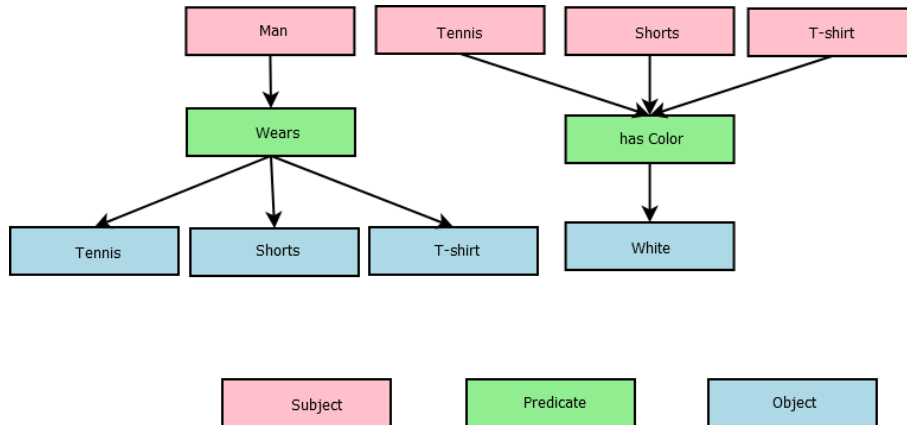 Man
Tennis
Shorts
T-shirt
Wears
has Color
Tennis
Shorts
T-shirt
White
Subject
Predicate
Object